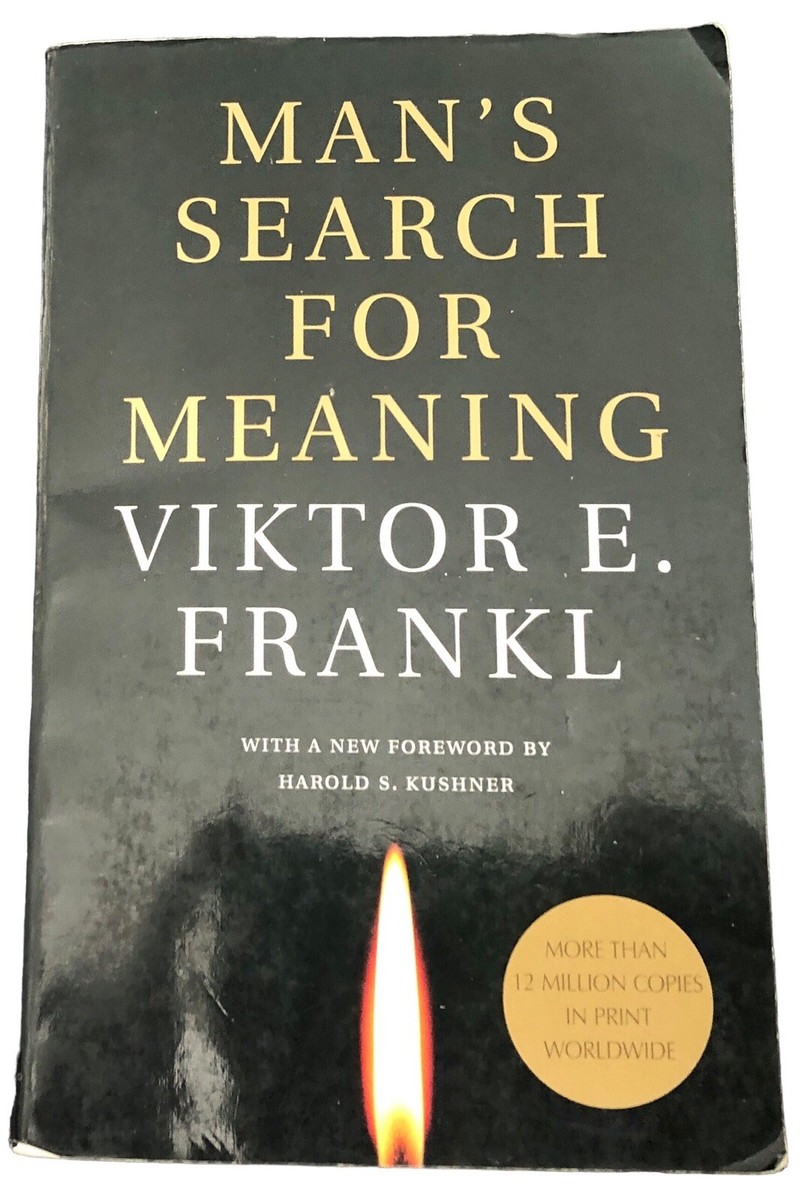 MAN'S
SEARCH
FOR
MEANING
VIKTOR E.
FRANKL
WITH A NEW FOREWORD BY
HAROLD S. KUSHNER
MORE THAN
12 MILLION COPIES
IN PRINT
WORLDWIDE